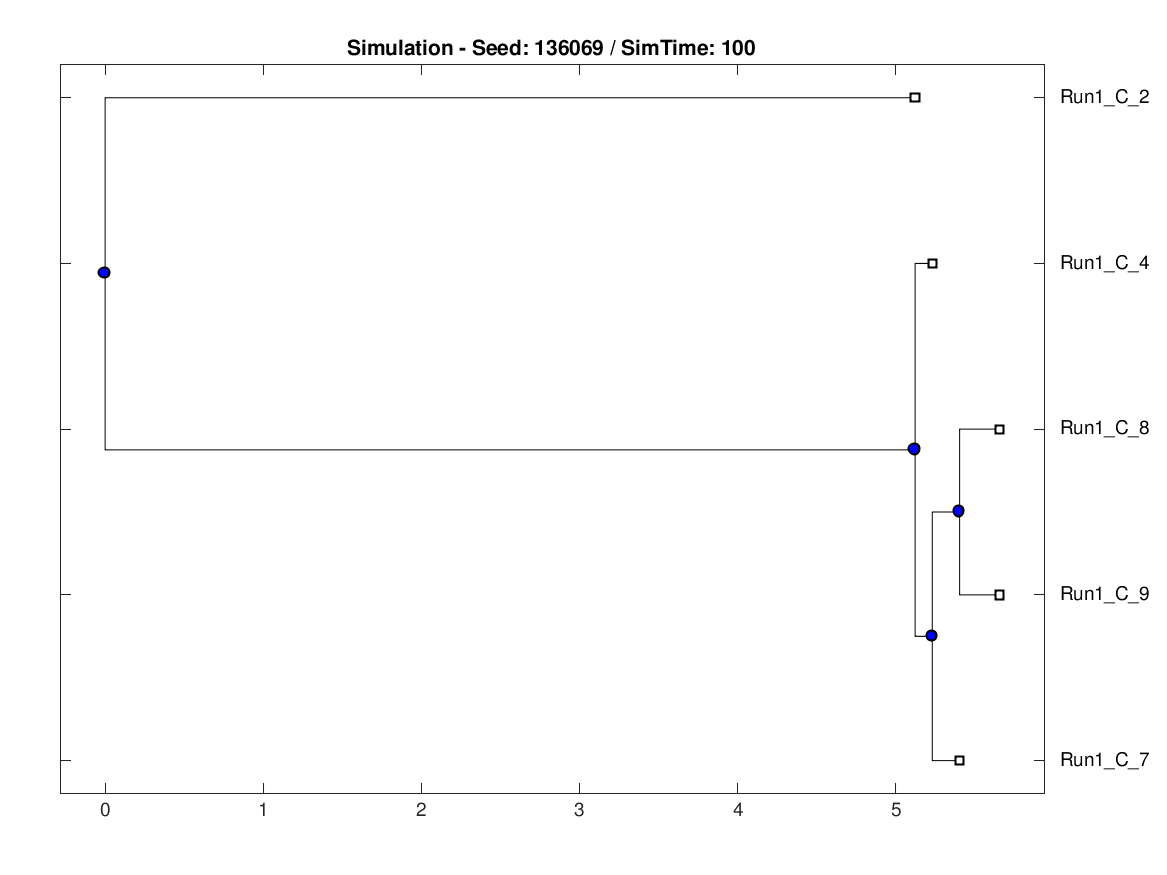 Simulation - Seed: 136069 / SimTime: 100
Run1_C_2
Run1_C_4
Run1_C_8
Run1_C_9
Run1_C_7
0 1 2 3 4 5